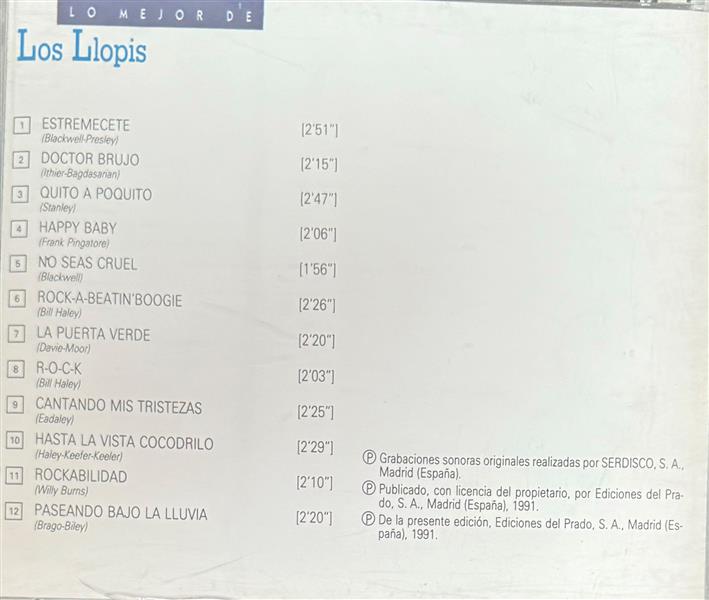 LO MEJOR DE
Los Llopis
1 ESTREMECETE [2'51"]
(Blackwell-Presley)
2 DOCTOR BRUJO [2'15"]
(Ithier-Bagdasarian)
3 QUITO A POQUITO [2'47"]
(Stanley)
4 HAPPY BABY [2'06"]
(Frank Pingatore)
5 NO SEAS CRUEL [1'56"]
(Blackwell)
6 ROCK-A-BEATIN'BOOGIE [2'26"]
(Bill Haley)
7 LA PUERTA VERDE [2'20"]
(Davie-Moor)
8 R-O-C-K [2'03"]
(Bill Haley)
9 CANTANDO MIS TRISTEZAS [2'25"]
(Eadaley)
10 HASTA LA VISTA COCODRILO [2'29"]
(Haley-Keefer-Keeler)
11 ROCKABILIDAD [2'10"]
(Willy Burns)
12 PASEANDO BAJO LA LLUVIA [2'20"]
(Brago-Biley)
Ⓟ Grabaciones sonoras originales realizadas por SERDISCO, S. A.,
Madrid (España).
Ⓟ Publicado, con licencia del propietario, por Ediciones del Pra-
do, S. A., Madrid (España), 1991.
Ⓟ De la presente edición, Ediciones del Prado, S. A., Madrid (Es-
paña), 1991.